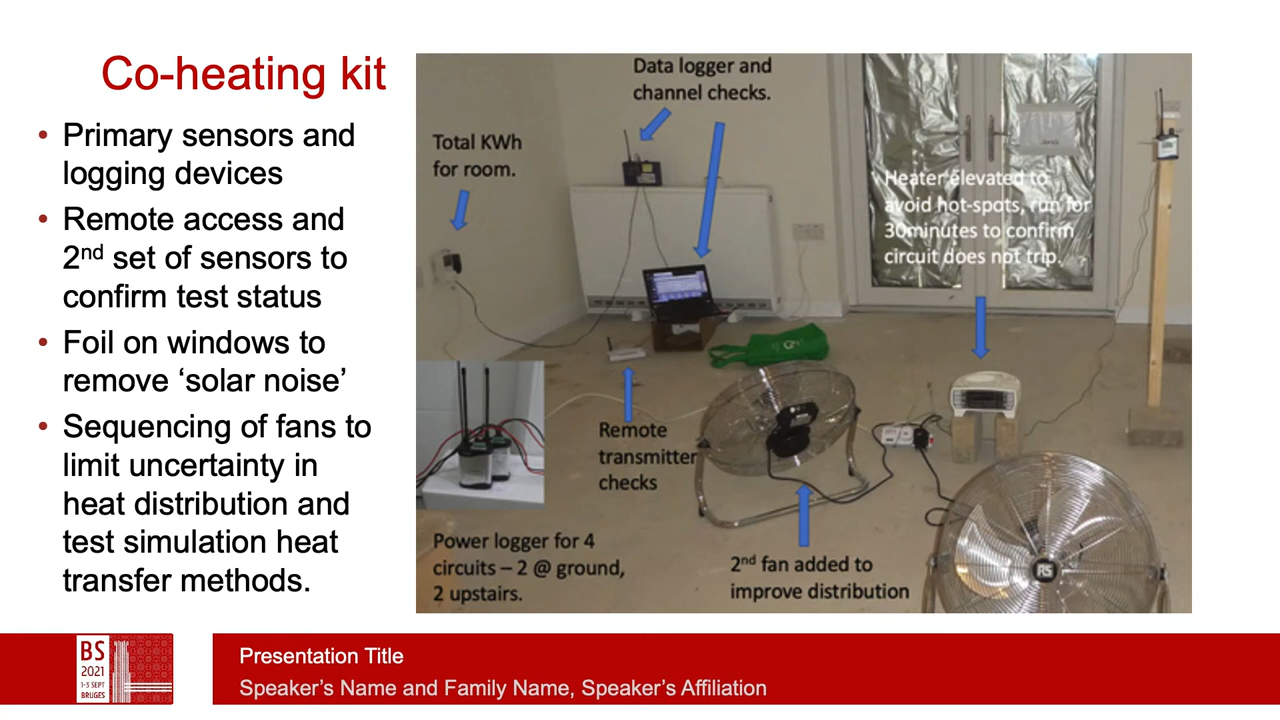 Co-heating kit
• Primary sensors and
logging devices
• Remote access and
2nd set of sensors to
confirm test status
• Foil on windows to
remove ‘solar noise’
• Sequencing of fans to
limit uncertainty in
heat distribution and
test simulation heat
transfer methods.
Data logger and
channel checks.
Total KWh
for room.
Heater elevated to
avoid hot-spots, run for
30minutes to confirm
circuit does not trip.
Remote
transmitter
checks
Power logger for 4
circuits – 2 @ ground,
2 upstairs.
2nd fan added to
improve distribution
RS
BS
2021
1-3 SEPT
BRUGES
Presentation Title
Speaker’s Name and Family Name, Speaker’s Affiliation